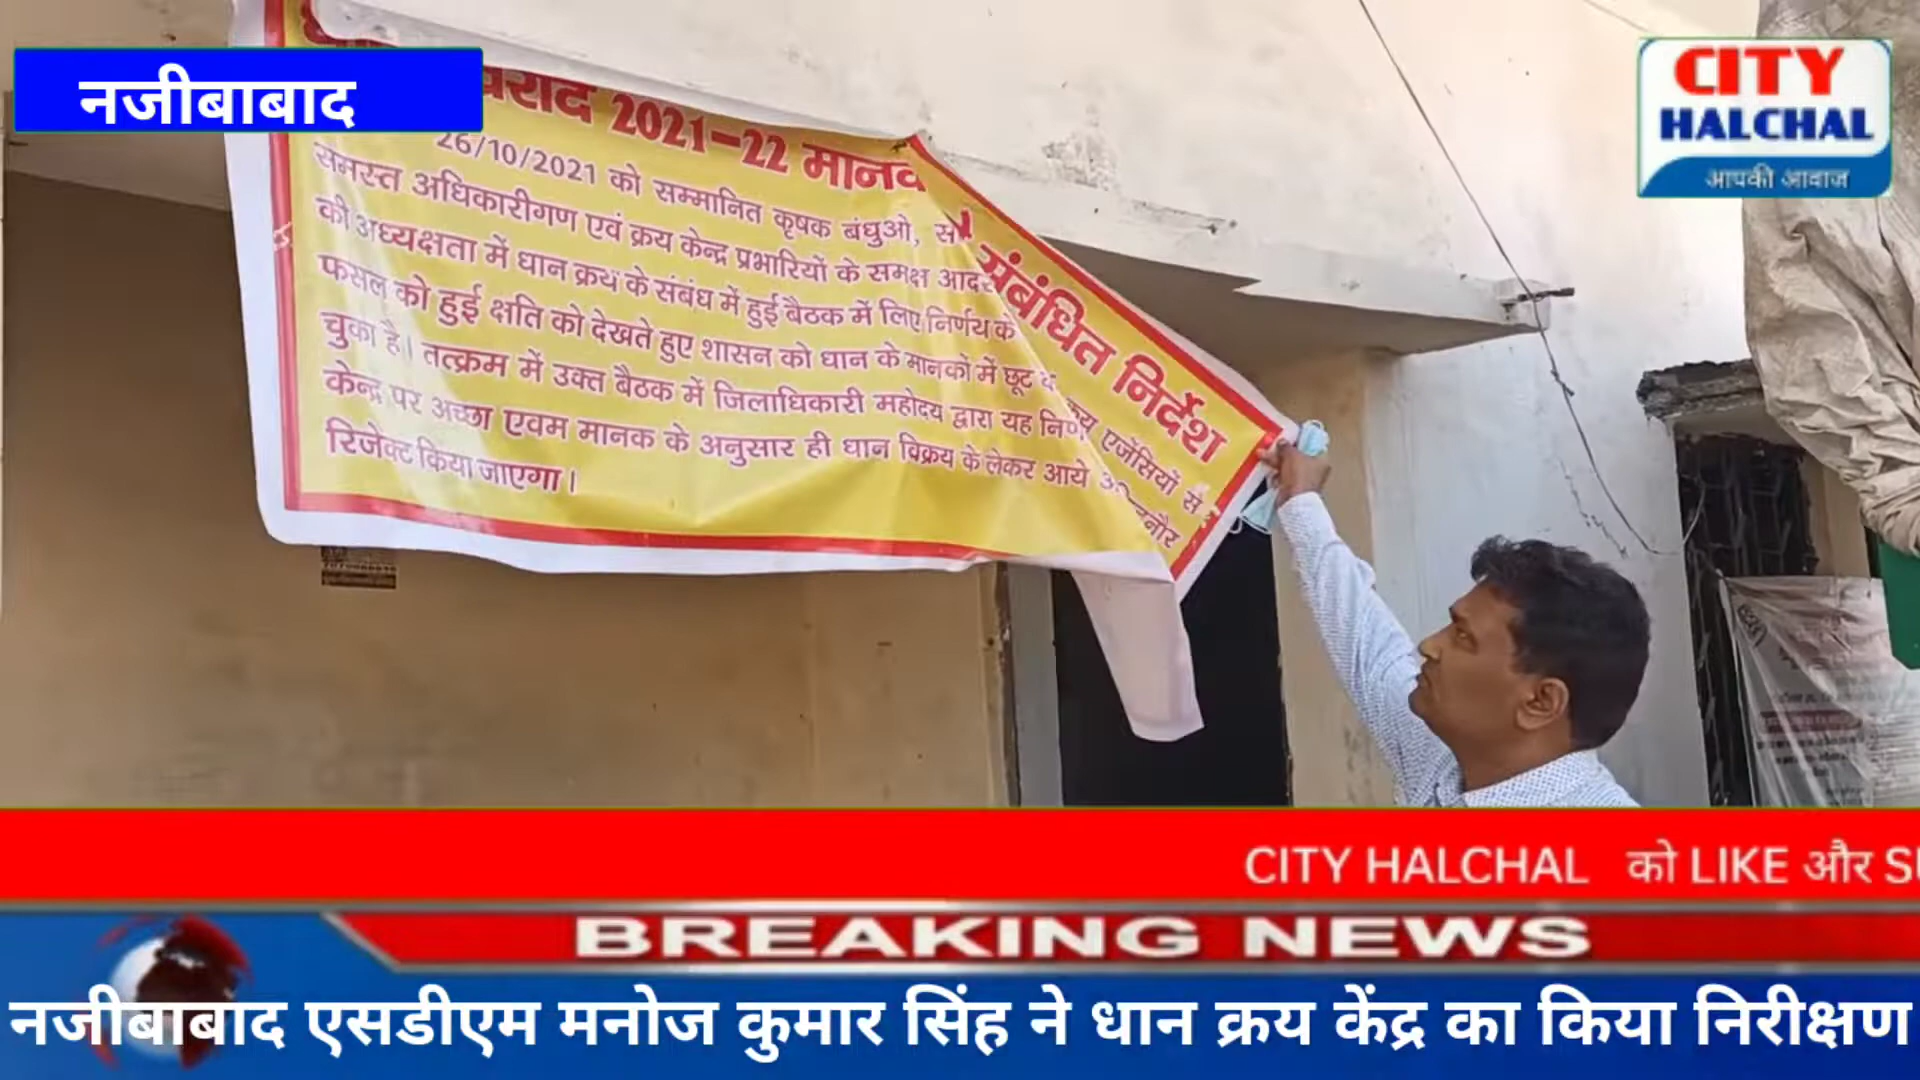 नजीबाबाद
CITY
HALCHAL
आपकी आवाज
2021-22 मानक
संबंधित निर्देश
26/10/2021 को सम्मानित कृषक बंधुओ,
समस्त अधिकारीगण एवं क्रय केन्द्र प्रभारियों के समक्ष
की अध्यक्षता में धान क्रय के संबंध में हुई बैठक में लिए निर्णय के
फसल को हुई क्षति को देखते हुए शासन को धान के मानकों में छूट
क्रय एजेंसियों से
चुका है। तत्क्रम में उक्त बैठक में जिलाधिकारी महोदय द्वारा यह
केन्द्र पर अच्छा एवम मानक के अनुसार ही धान विक्रय के लेकर आये
रिजेक्ट किया जाएगा।
CITY HALCHAL को LIKE और
BREAKING NEWS
नजीबाबाद एसडीएम मनोज कुमार सिंह ने धान क्रय केंद्र का किया निरीक्षण